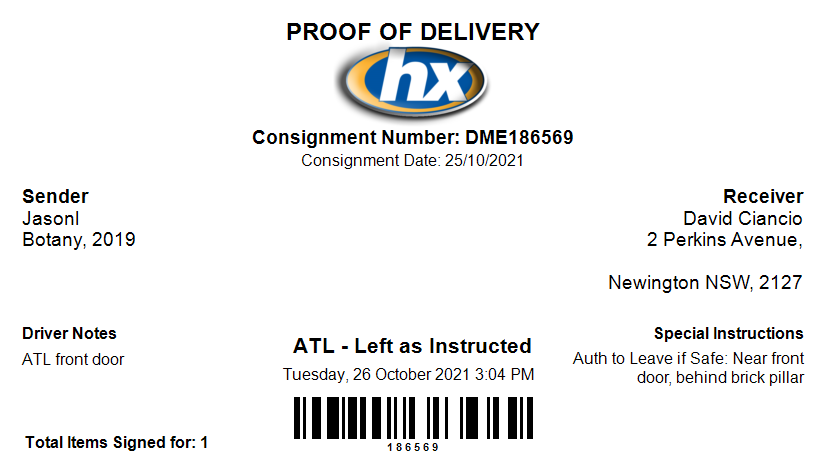 PROOF OF DELIVERY
hx
Consignment Number: DME186569
Consignment Date: 25/10/2021
Sender
JasonI
Botany, 2019
Receiver
David Ciancio
2 Perkins Avenue,
Newington NSW, 2127
Driver Notes
ATL front door
ATL - Left as Instructed
Tuesday, 26 October 2021 3:04 PM
186569
Special Instructions
Auth to Leave if Safe: Near front
door, behind brick pillar
Total Items Signed for: 1